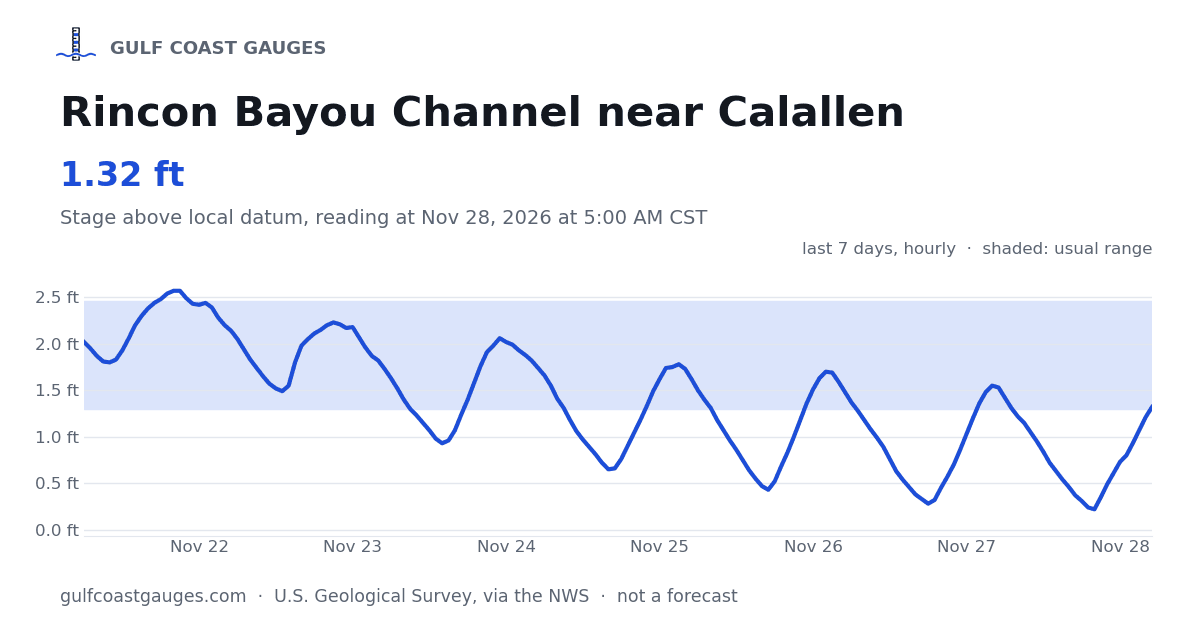 GULF COAST GAUGES
Rincon Bayou Channel near Calallen
1.32 ft
Stage above local datum, reading at Nov 28, 2026 at 5:00 AM CST
last 7 days, hourly · shaded: usual range
2.5 ft
2.0 ft
1.5 ft
1.0 ft
0.5 ft
0.0 ft
Nov 22 Nov 23 Nov 24 Nov 25 Nov 26 Nov 27 Nov 28
gulfcoastgauges.com · U.S. Geological Survey, via the NWS · not a forecast